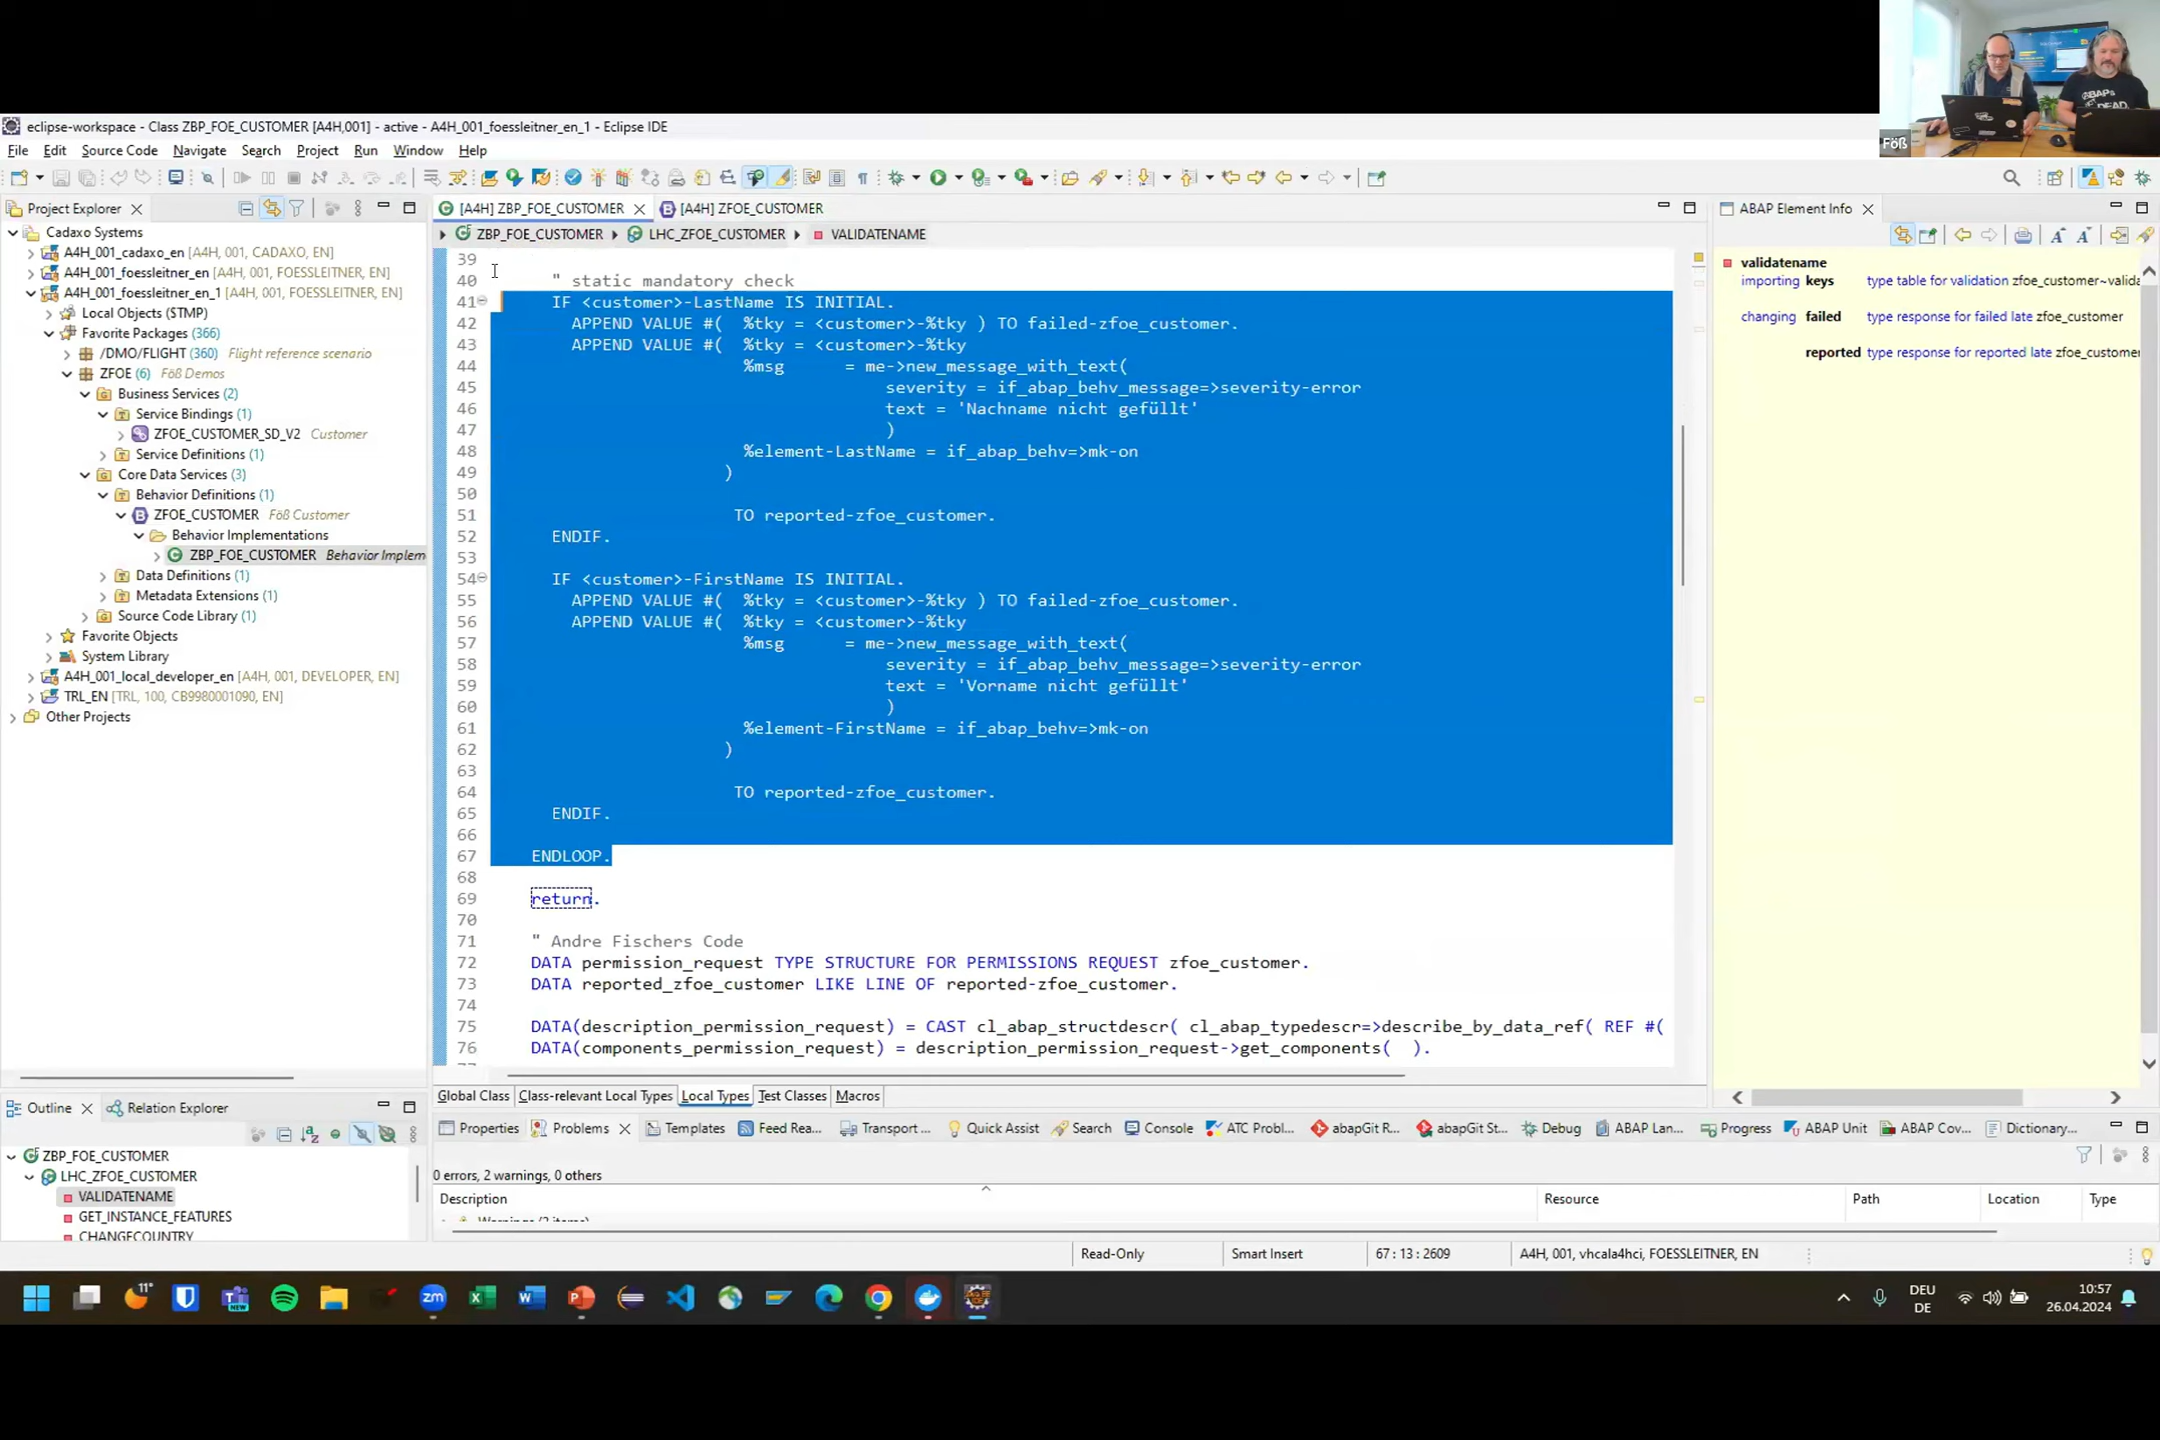 eclipse-workspace - Class ZBP_FOE_CUSTOMER [A4H,001] - active - A4H_001_foessleitner_en_1 - Eclipse IDE
File Edit Source Code Navigate Search Project Run Window Help
Project Explorer
Cadaxo Systems
A4H_001_cadaxo_en [A4H, 001, CADAXO, EN]
A4H_001_foessleitner_en [A4H, 001, FOESSLEITNER, EN]
A4H_001_foessleitner_en_1 [A4H, 001, FOESSLEITNER, EN]
Local Objects ($TMP)
Favorite Packages (366)
/DMO/FLIGHT (360) Flight reference scenario
ZFOE (6) Föß Demos
Business Services (2)
Service Bindings (1)
ZFOE_CUSTOMER_SD_V2 Customer
Service Definitions (1)
Core Data Services (3)
Behavior Definitions (1)
ZFOE_CUSTOMER Föß Customer
Behavior Implementations
ZBP_FOE_CUSTOMER Behavior Implem
Data Definitions (1)
Metadata Extensions (1)
Source Code Library (1)
Favorite Objects
System Library
A4H_001_local_developer_en [A4H, 001, DEVELOPER, EN]
TRL_EN [TRL, 100, CB9980001090, EN]
Other Projects
Outline Relation Explorer
ZBP_FOE_CUSTOMER
LHC_ZFOE_CUSTOMER
VALIDATENAME
GET_INSTANCE_FEATURES
CHANGECOUNTRY
[A4H] ZBP_FOE_CUSTOMER [A4H] ZFOE_CUSTOMER
ZBP_FOE_CUSTOMER LHC_ZFOE_CUSTOMER VALIDATENAME
39
40 " static mandatory check
41 IF <customer>-LastName IS INITIAL.
42 APPEND VALUE #( %tky = <customer>-%tky ) TO failed-zfoe_customer.
43 APPEND VALUE #( %tky = <customer>-%tky
44 %msg = me->new_message_with_text(
45 severity = if_abap_behv_message=>severity-error
46 text = 'Nachname nicht gefüllt'
47 )
48 %element-LastName = if_abap_behv=>mk-on
49 )
50
51 TO reported-zfoe_customer.
52 ENDIF.
53
54 IF <customer>-FirstName IS INITIAL.
55 APPEND VALUE #( %tky = <customer>-%tky ) TO failed-zfoe_customer.
56 APPEND VALUE #( %tky = <customer>-%tky
57 %msg = me->new_message_with_text(
58 severity = if_abap_behv_message=>severity-error
59 text = 'Vorname nicht gefüllt'
60 )
61 %element-FirstName = if_abap_behv=>mk-on
62 )
63
64 TO reported-zfoe_customer.
65 ENDIF.
66
67 ENDLOOP.
68
69 return.
70
71 " Andre Fischers Code
72 DATA permission_request TYPE STRUCTURE FOR PERMISSIONS REQUEST zfoe_customer.
73 DATA reported_zfoe_customer LIKE LINE OF reported-zfoe_customer.
74
75 DATA(description_permission_request) = CAST cl_abap_structdescr( cl_abap_typedescr=>describe_by_data_ref( REF #(
76 DATA(components_permission_request) = description_permission_request->get_components( ).
Global Class Class-relevant Local Types Local Types Test Classes Macros
ABAP Element Info
validatename
importing keys type table for validation zfoe_customer~valida
changing failed type response for failed late zfoe_customer
reported type response for reported late zfoe_customer
Properties Problems Templates Feed Rea... Transport ... Quick Assist Search Console ATC Probl... abapGit R... abapGit St... Debug ABAP Lan... Progress ABAP Unit ABAP Cov... Dictionary...
0 errors, 2 warnings, 0 others
Description Resource Path Location Type
Warnings (2 items)
Read-Only Smart Insert 67 : 13 : 2609 A4H, 001, vhcala4hci, FOESSLEITNER, EN
11°
DEU
DE
10:57
26.04.2024
Föß